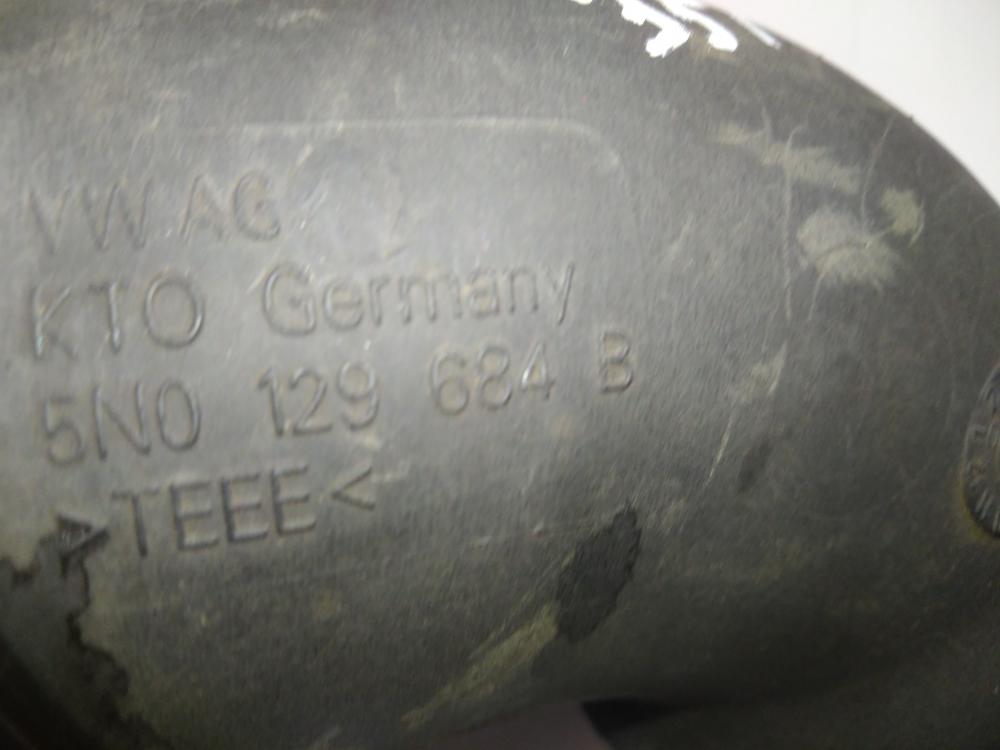 VW AG
KTO Germany
5N0 129 684 B
>TEEE<